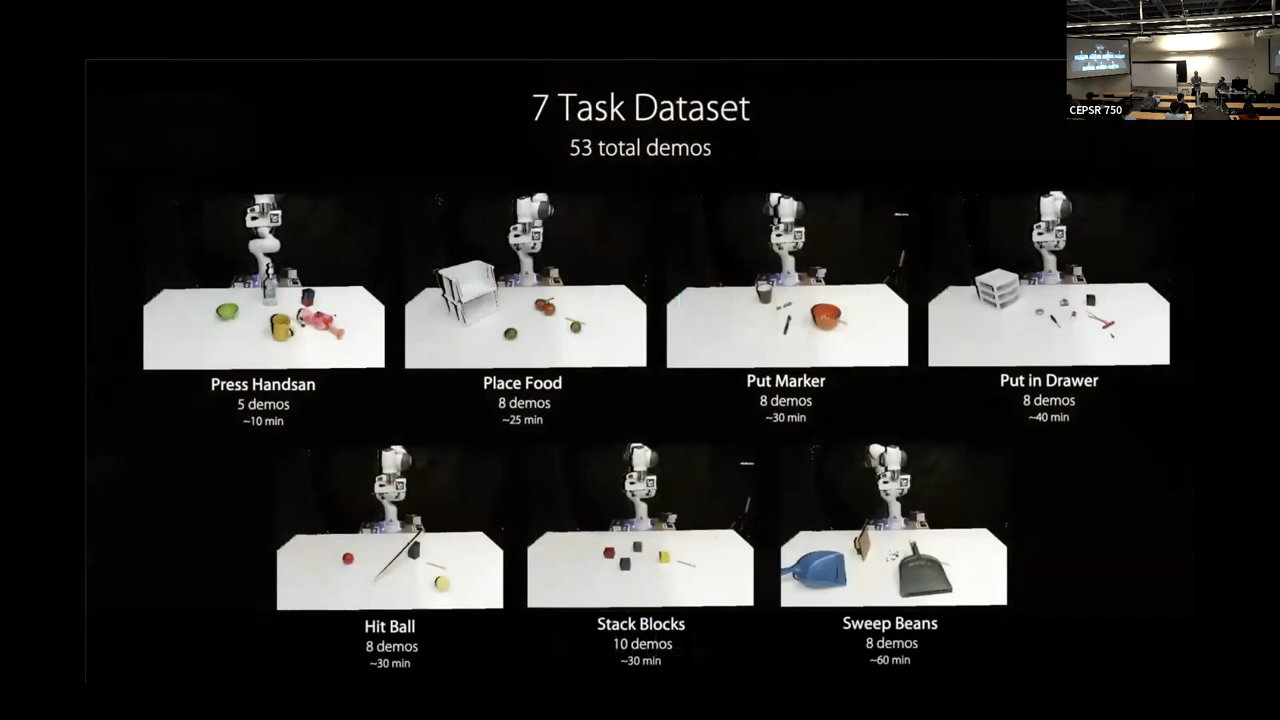 7 Task Dataset
53 total demos
CEPSR 750
Press Handsan
5 demos
~10 min
Place Food
8 demos
~25 min
Put Marker
8 demos
~30 min
Put in Drawer
8 demos
~40 min
Hit Ball
8 demos
~30 min
Stack Blocks
10 demos
~30 min
Sweep Beans
8 demos
~60 min